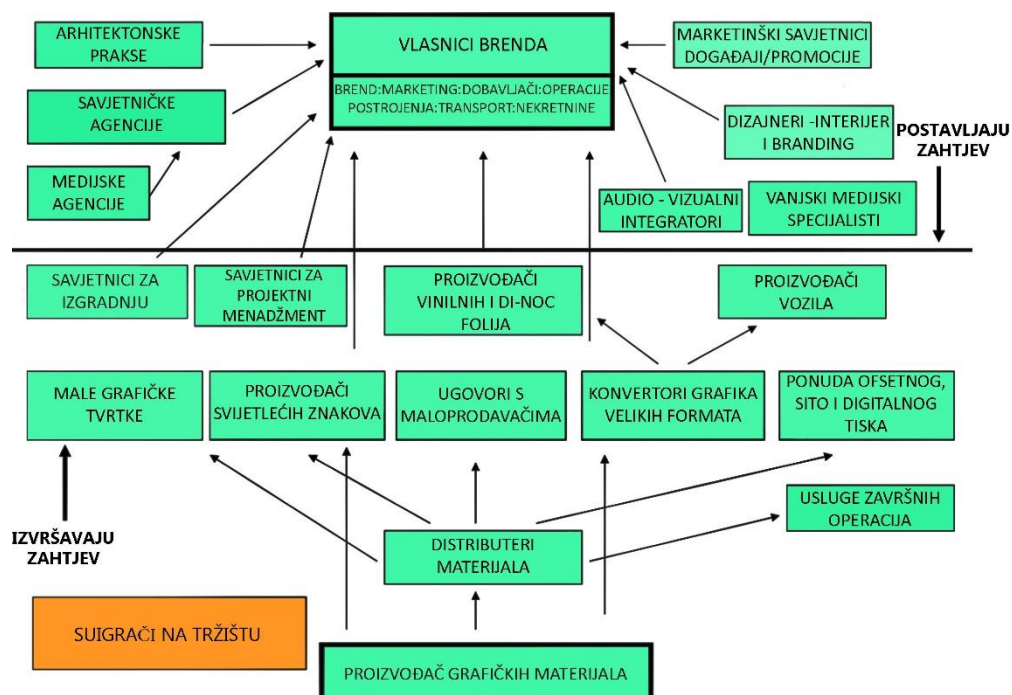 ARHITEKTONSKE
PRAKSE
VLASNICI BRENDA
MARKETINŠKI SAVJETNICI
DOGAĐAJI/PROMOCIJE
BREND:MARKETING:DOBAVLJAČI:OPERACIJE
POSTROJENJA:TRANSPORT:NEKRETNINE
SAVJETNIČKE
AGENCIJE
DIZAJNERI -INTERIJER
I BRANDING
POSTAVLJAJU
ZAHTJEV
MEDIJSKE
AGENCIJE
AUDIO - VIZUALNI
INTEGRATORI
VANJSKI MEDIJSKI
SPECIJALISTI
SAVJETNICI ZA
IZGRADNJU
SAVJETNICI ZA
PROJEKTNI
MENADŽMENT
PROIZVOĐAČI
VINILNIH I DI-NOC
FOLIJA
PROIZVOĐAČI
VOZILA
MALE GRAFIČKE
TVRTKE
PROIZVOĐAČI
SVIJETLEĆIH ZNAKOVA
UGOVORI S
MALOPRODAVAČIMA
KONVERTORI GRAFIKA
VELIKIH FORMATA
PONUDA OFSETNOG,
SITO I DIGITALNOG
TISKA
USLUGE ZAVRŠNIH
OPERACIJA
IZVRŠAVAJU
ZAHTJEV
DISTRIBUTERI
MATERIJALA
SUIGRAČI NA TRŽIŠTU
PROIZVOĐAČ GRAFIČKIH MATERIJALA